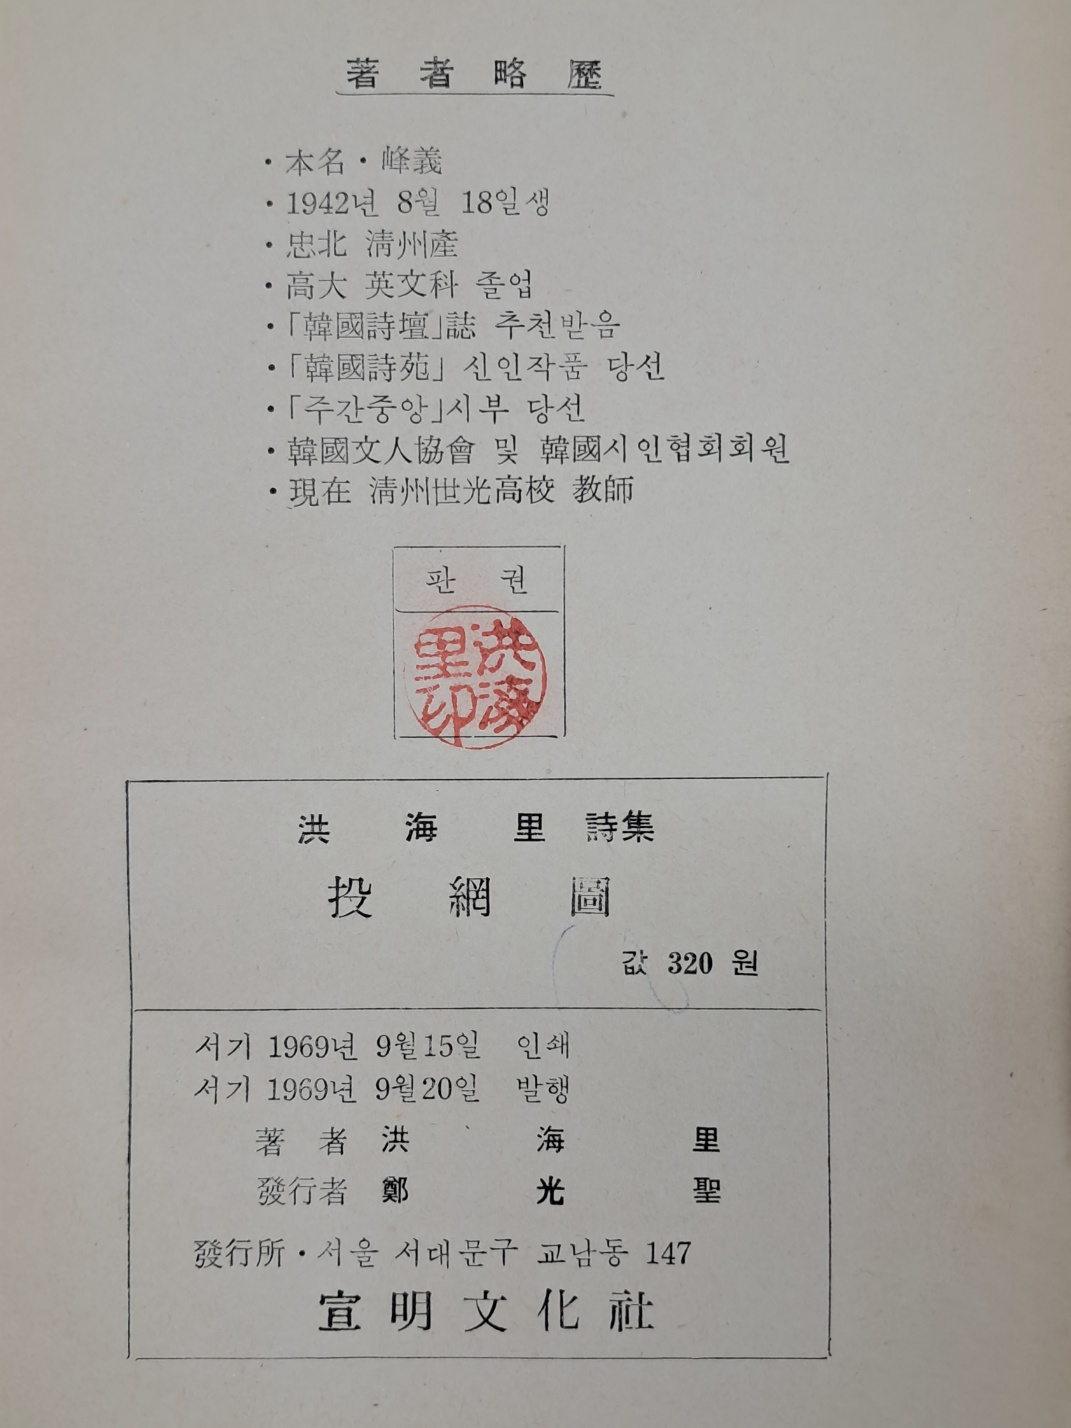 著者略歷
・本名・峰義
・1942년 8월 18일생
・忠北 淸州產
・高大 英文科 졸업
・「韓國詩壇」誌 추천받음
・「韓國詩苑」 신인작품 당선
・「주간중앙」시부 당선
・韓國文人協會 및 韓國시인협회회원
・現在 淸州世光高校 敎師
판 권
洪海里印
洪海里 詩集
投網圖
값 320 원
서기 1969년 9월15일 인쇄
서기 1969년 9월20일 발행
著者 洪海里
發行者 鄭光聖
發行所・서울 서대문구 교남동 147
宣明文化社